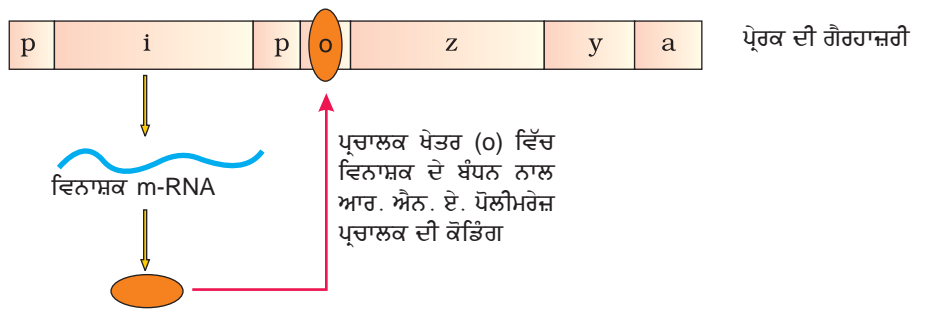 p i p o z y a
ਪ੍ਰੇਰਕ ਦੀ ਗੈਰਹਾਜ਼ਰੀ
ਪ੍ਰਚਾਲਕ ਖੇਤਰ (o) ਵਿੱਚ
ਵਿਨਾਸ਼ਕ ਦੇ ਬੰਧਨ ਨਾਲ
ਆਰ. ਐਨ. ਏ. ਪੋਲੀਮਰੇਜ਼
ਪ੍ਰਚਾਲਕ ਦੀ ਕੋਡਿੰਗ
ਵਿਨਾਸ਼ਕ m-RNA